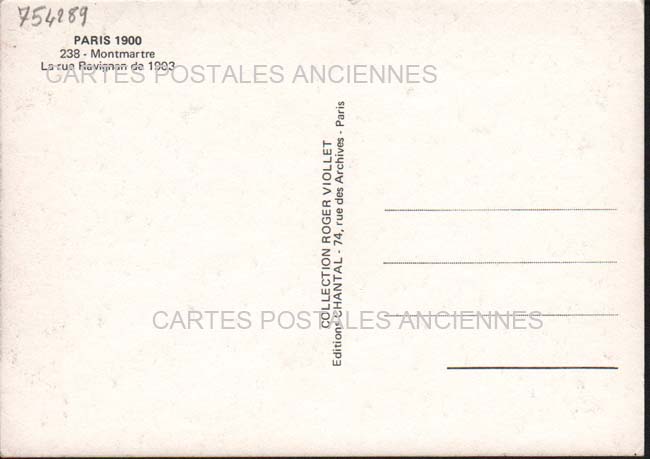 754289
PARIS 1900
238 - Montmartre
La rue Ravignan de 1903
CARTES POSTALES ANCIENNES
COLLECTION ROGER VIOLLET
Editions CHANTAL - 74, rue des Archives - Paris
CARTES POSTALES ANCIENNES